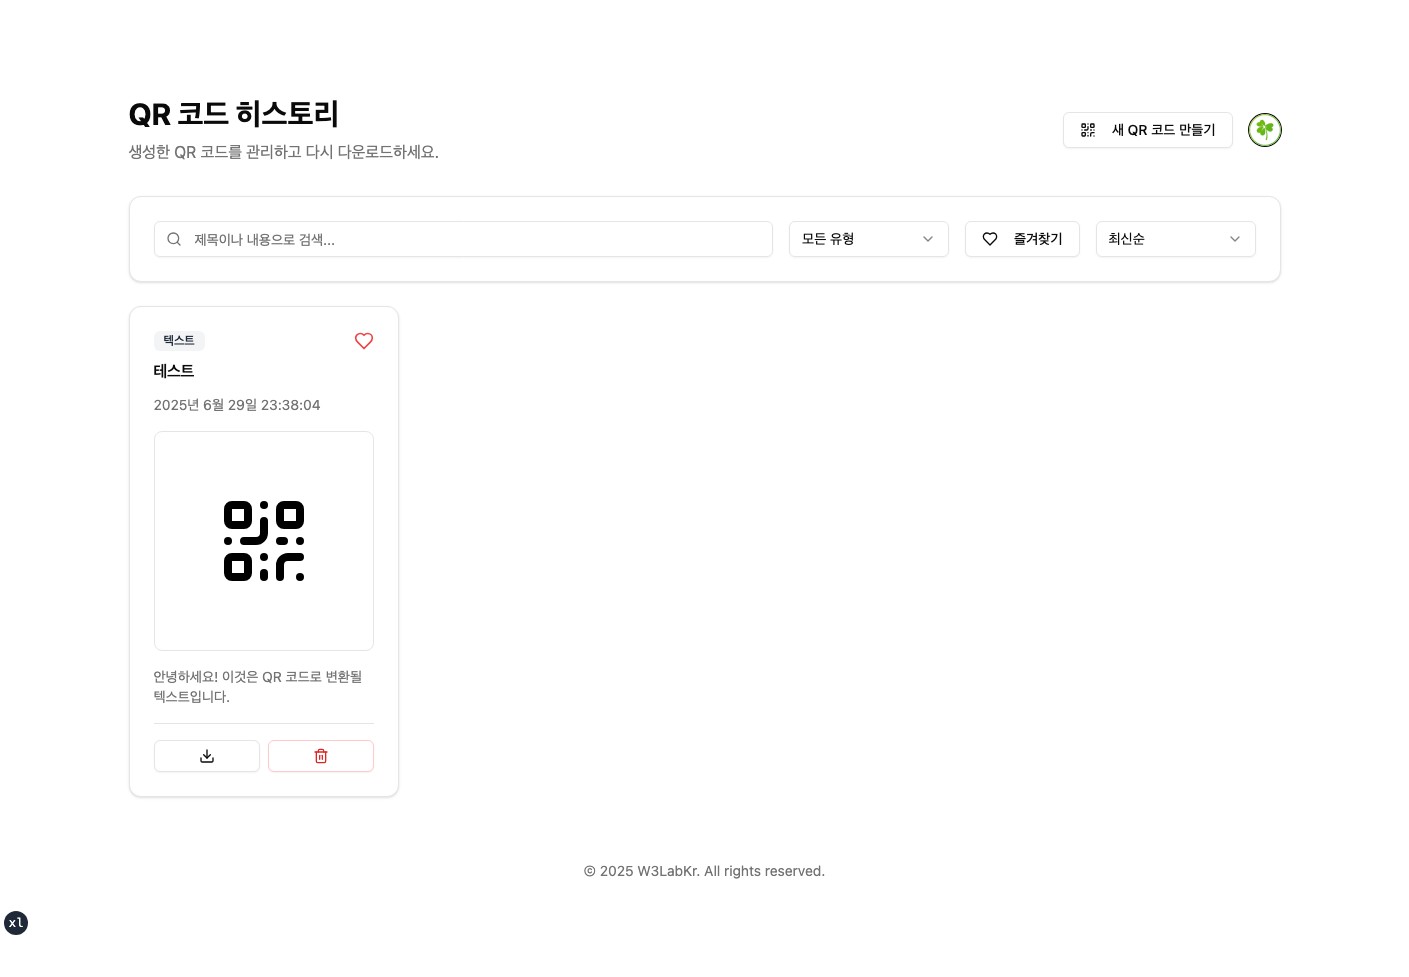 QR 코드 히스토리
생성한 QR 코드를 관리하고 다시 다운로드하세요.
새 QR 코드 만들기
제목이나 내용으로 검색...
모든 유형
즐겨찾기
최신순
텍스트
테스트
2025년 6월 29일 23:38:04
안녕하세요! 이것은 QR 코드로 변환될
텍스트입니다.
© 2025 W3LabKr. All rights reserved.
xl